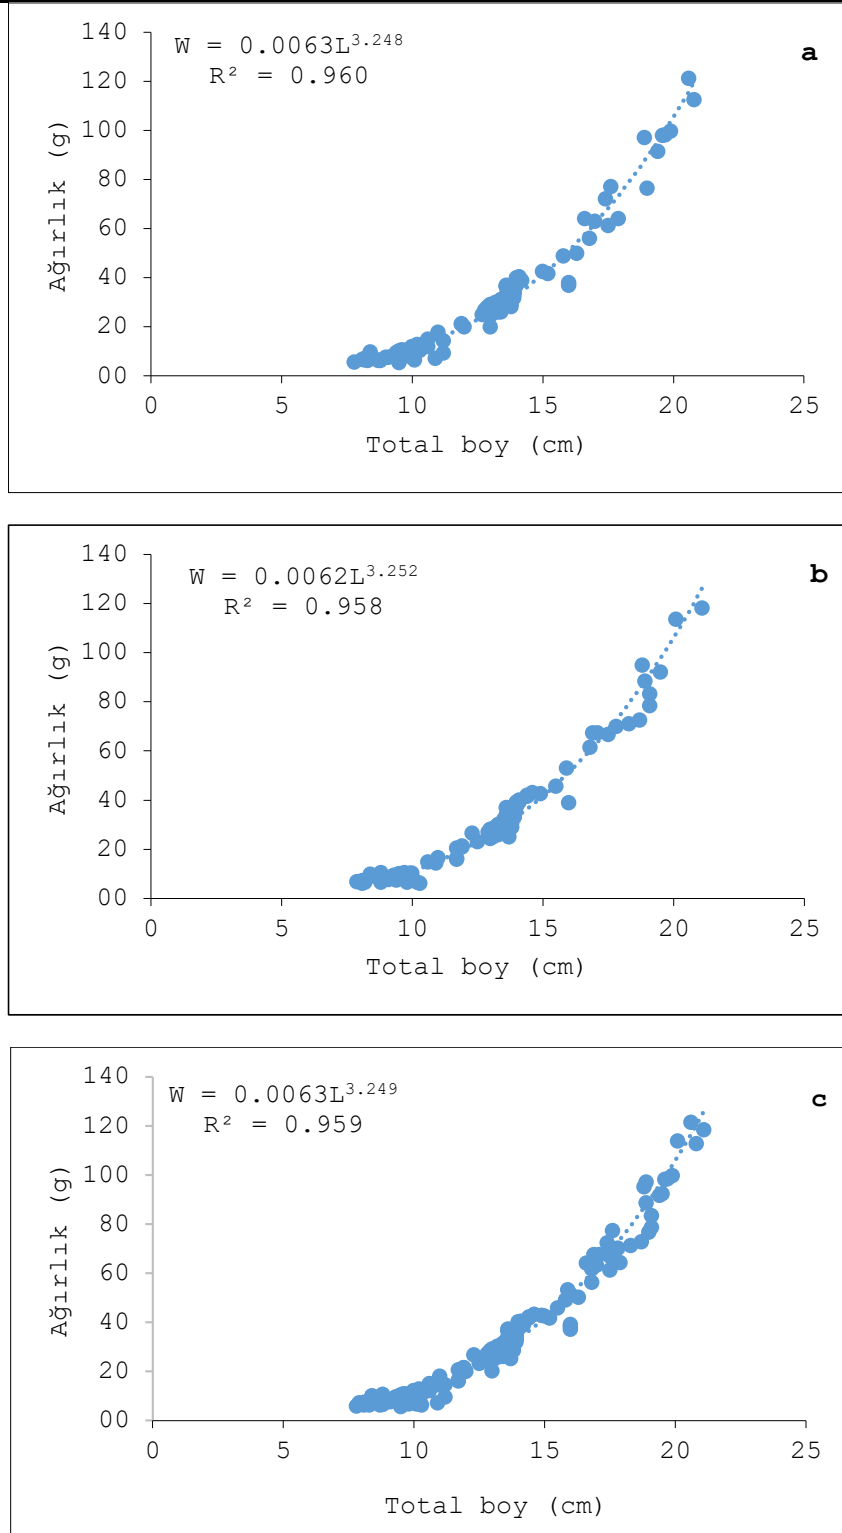 W = 0.0063L3.248
R² = 0.960
a
140
120
100
80
60
40
20
00
0 5 10 15 20 25
Ağırlık (g)
Total boy (cm)
W = 0.0062L3.252
R² = 0.958
b
140
120
100
80
60
40
20
00
0 5 10 15 20 25
Ağırlık (g)
Total boy (cm)
W = 0.0063L3.249
R² = 0.959
c
140
120
100
80
60
40
20
00
0 5 10 15 20 25
Ağırlık (g)
Total boy (cm)